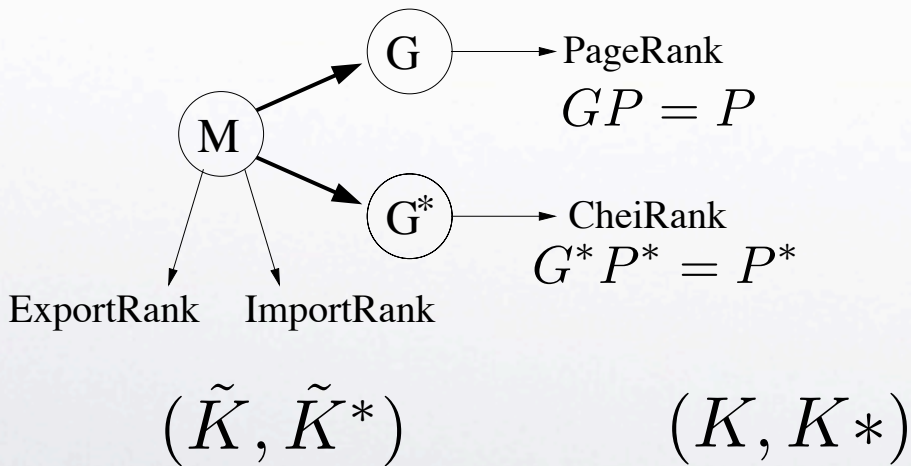 G
PageRank
GP = P
M
G*
CheiRank
G*P* = P*
ExportRank ImportRank
(K̃, K̃*) (K, K*)